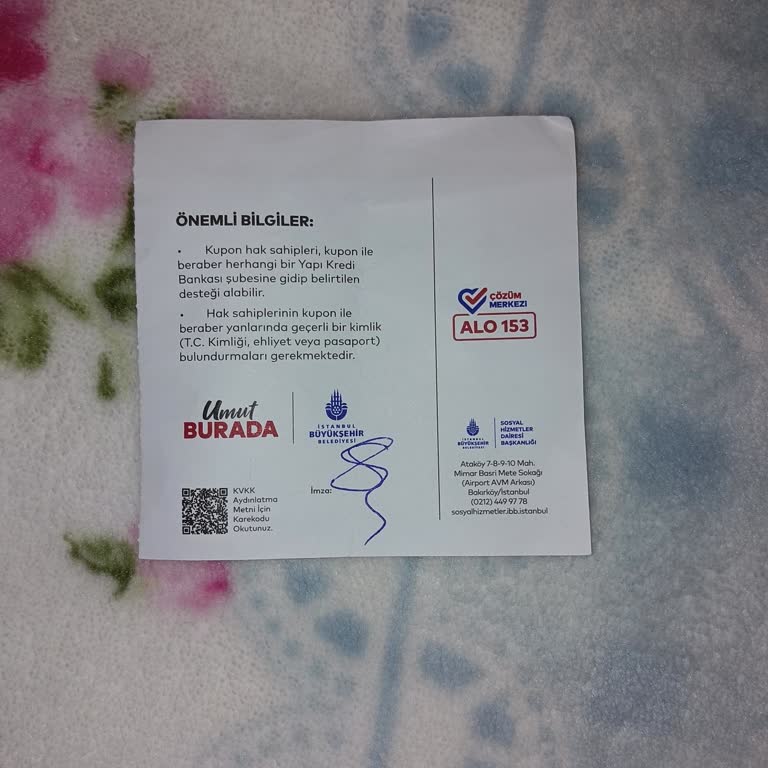 ÖNEMLİ BİLGİLER:
• Kupon hak sahipleri, kupon ile
beraber herhangi bir Yapı Kredi
Bankası şubesine gidip belirtilen
desteği alabilir.
• Hak sahiplerinin kupon ile
beraber yanlarında geçerli bir kimlik
(T.C. Kimliği, ehliyet veya pasaport)
bulundurmaları gerekmektedir.
Umut
BURADA
İSTANBUL
BÜYÜKŞEHİR
BELEDİYESİ
KVKK
Aydınlatma
Metni İçin
Karekodu
Okutunuz.
İmza:
ÇÖZÜM
MERKEZİ
ALO 153
İSTANBUL
BÜYÜKŞEHİR
BELEDİYESİ
SOSYAL
HİZMETLER
DAİRESİ
BAŞKANLIĞI
Ataköy 7-8-9-10 Mah.
Mimar Basri Mete Sokağı
(Airport AVM Arkası)
Bakırköy/İstanbul
(0212) 449 97 78
sosyalhizmetler.ibb.istanbul